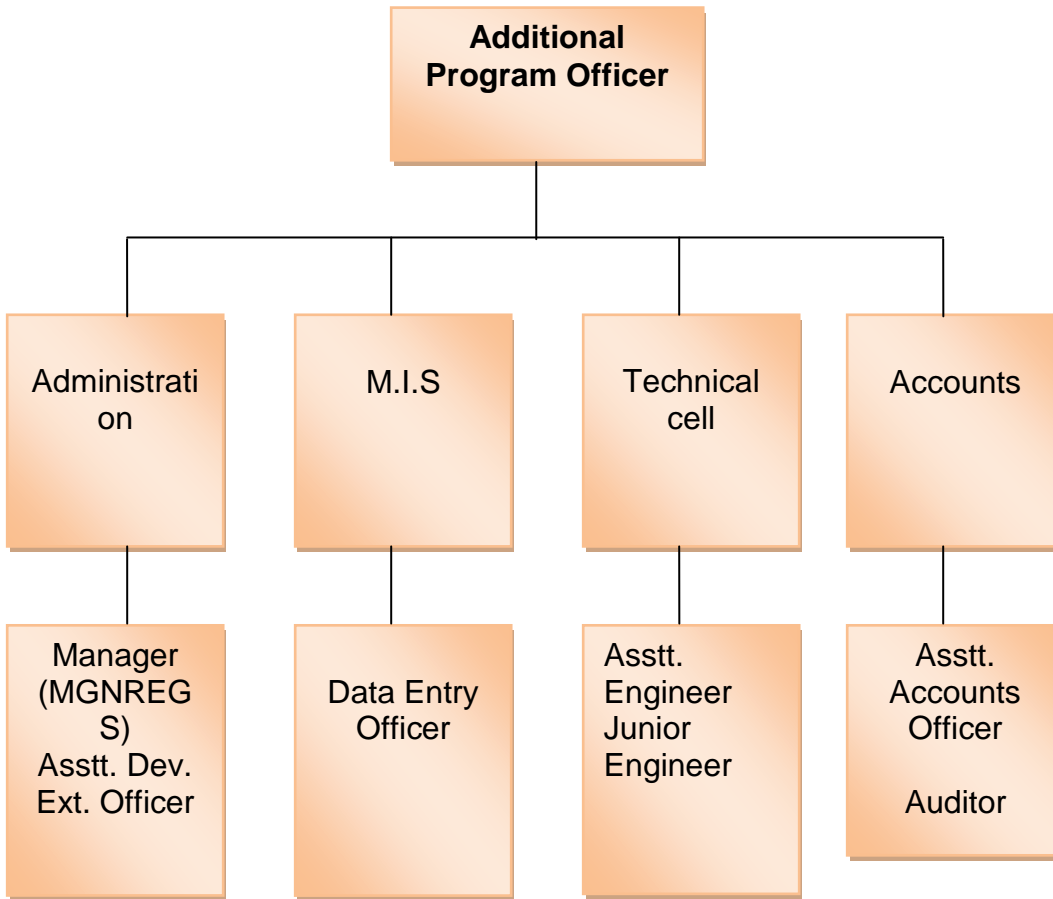 Additional
Program Officer
Administrati
on
M.I.S
Technical
cell
Accounts
Manager
(MGNREG
S)
Asstt. Dev.
Ext. Officer
Data Entry
Officer
Asstt.
Engineer
Junior
Engineer
Asstt.
Accounts
Officer
Auditor